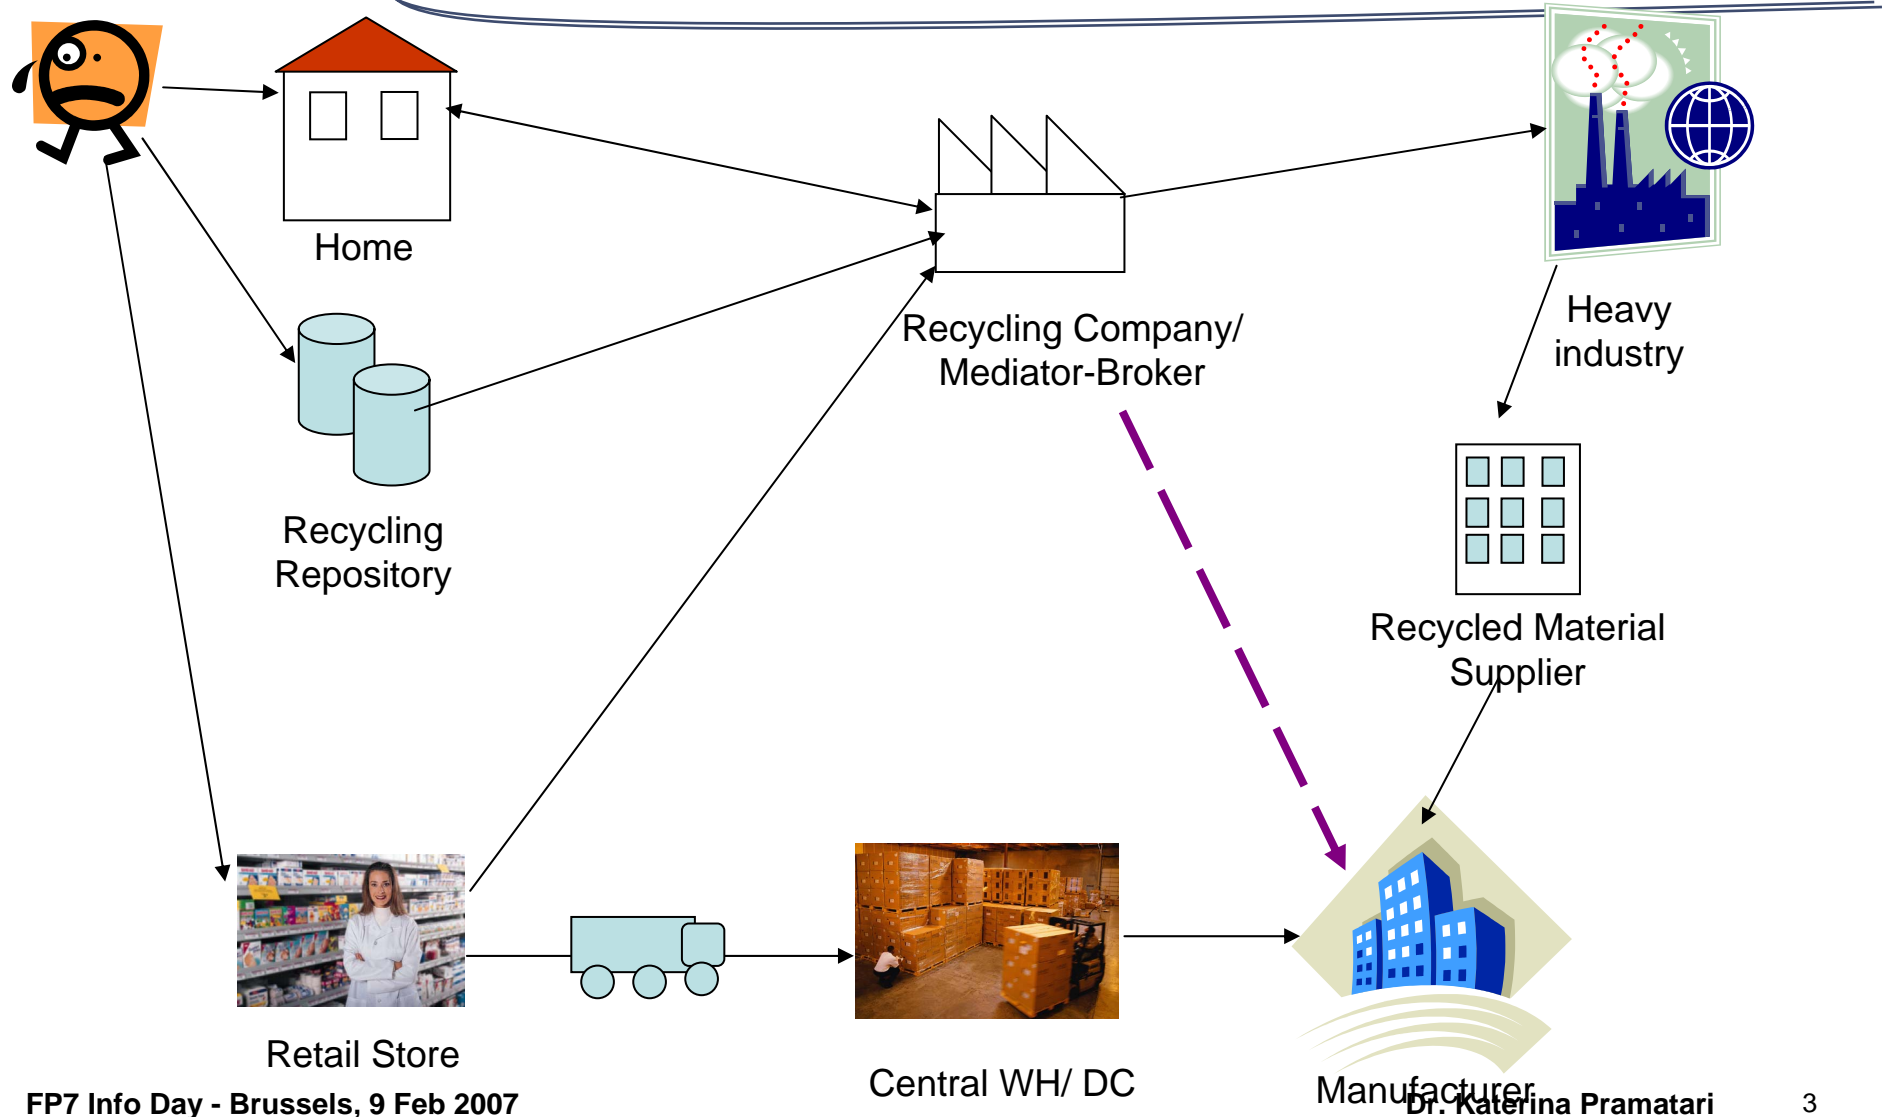 Home
Recycling Company/
Mediator-Broker
Heavy
industry
Recycling
Repository
Recycled Material
Supplier
Retail Store
Central WH/ DC
Manufacturer
FP7 Info Day - Brussels, 9 Feb 2007
Dr. Katerina Pramatari
3